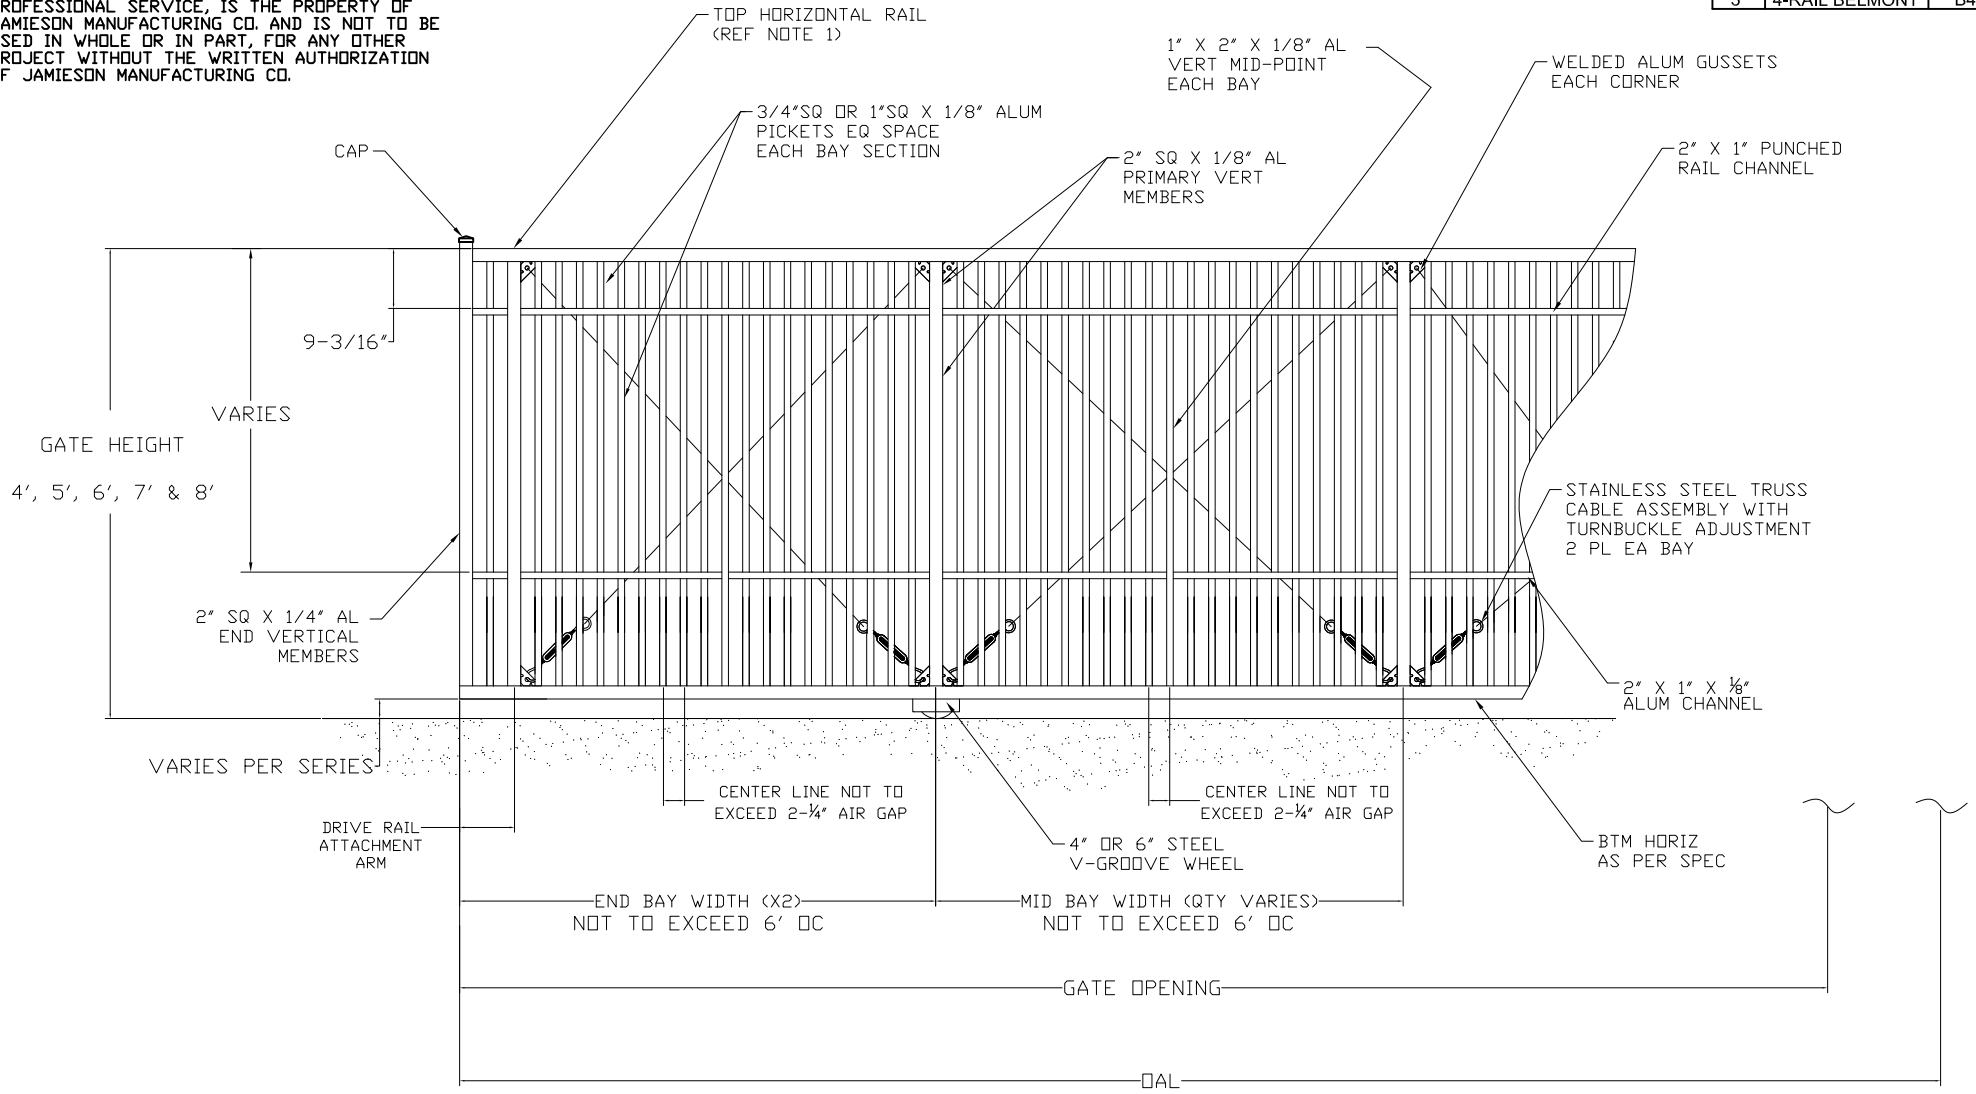 ROFESSIONAL SERVICE, IS THE PROPERTY OF
AMIESON MANUFACTURING CO. AND IS NOT TO BE
SED IN WHOLE OR IN PART, FOR ANY OTHER
ROJECT WITHOUT THE WRITTEN AUTHORIZATION
F JAMIESON MANUFACTURING CO.
4-RAIL BELMONT
TOP HORIZONTAL RAIL
(REF NOTE 1)
1" X 2" X 1/8" AL
VERT MID-POINT
EACH BAY
WELDED ALUM GUSSETS
EACH CORNER
3/4"SQ OR 1"SQ X 1/8" ALUM
PICKETS EQ SPACE
EACH BAY SECTION
CAP
2" SQ X 1/8" AL
PRIMARY VERT
MEMBERS
2" X 1" PUNCHED
RAIL CHANNEL
9-3/16"
VARIES
GATE HEIGHT
4', 5', 6', 7' & 8'
STAINLESS STEEL TRUSS
CABLE ASSEMBLY WITH
TURNBUCKLE ADJUSTMENT
2 PL EA BAY
2" SQ X 1/4" AL
END VERTICAL
MEMBERS
2" X 1" X ⅛"
ALUM CHANNEL
VARIES PER SERIES
CENTER LINE NOT TO
EXCEED 2-¼" AIR GAP
CENTER LINE NOT TO
EXCEED 2-¼" AIR GAP
DRIVE RAIL
ATTACHMENT
ARM
4" OR 6" STEEL
V-GROOVE WHEEL
BTM HORIZ
AS PER SPEC
END BAY WIDTH (X2)
NOT TO EXCEED 6' OC
MID BAY WIDTH (QTY VARIES)
NOT TO EXCEED 6' OC
GATE OPENING
OAL